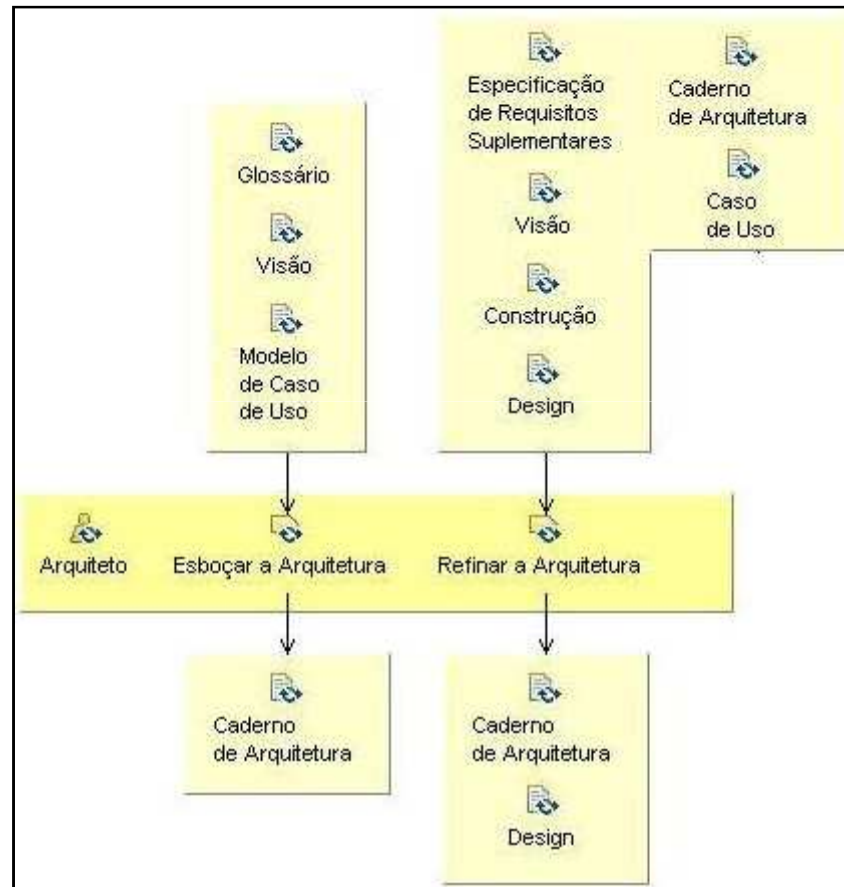 Glossário
Visão
Modelo
de Caso
de Uso
Especificação
de Requisitos
Suplementares
Visão
Construção
Design
Caderno
de Arquitetura
Caso
de Uso
Arquiteto
Esboçar a Arquitetura
Refinar a Arquitetura
Caderno
de Arquitetura
Caderno
de Arquitetura
Design